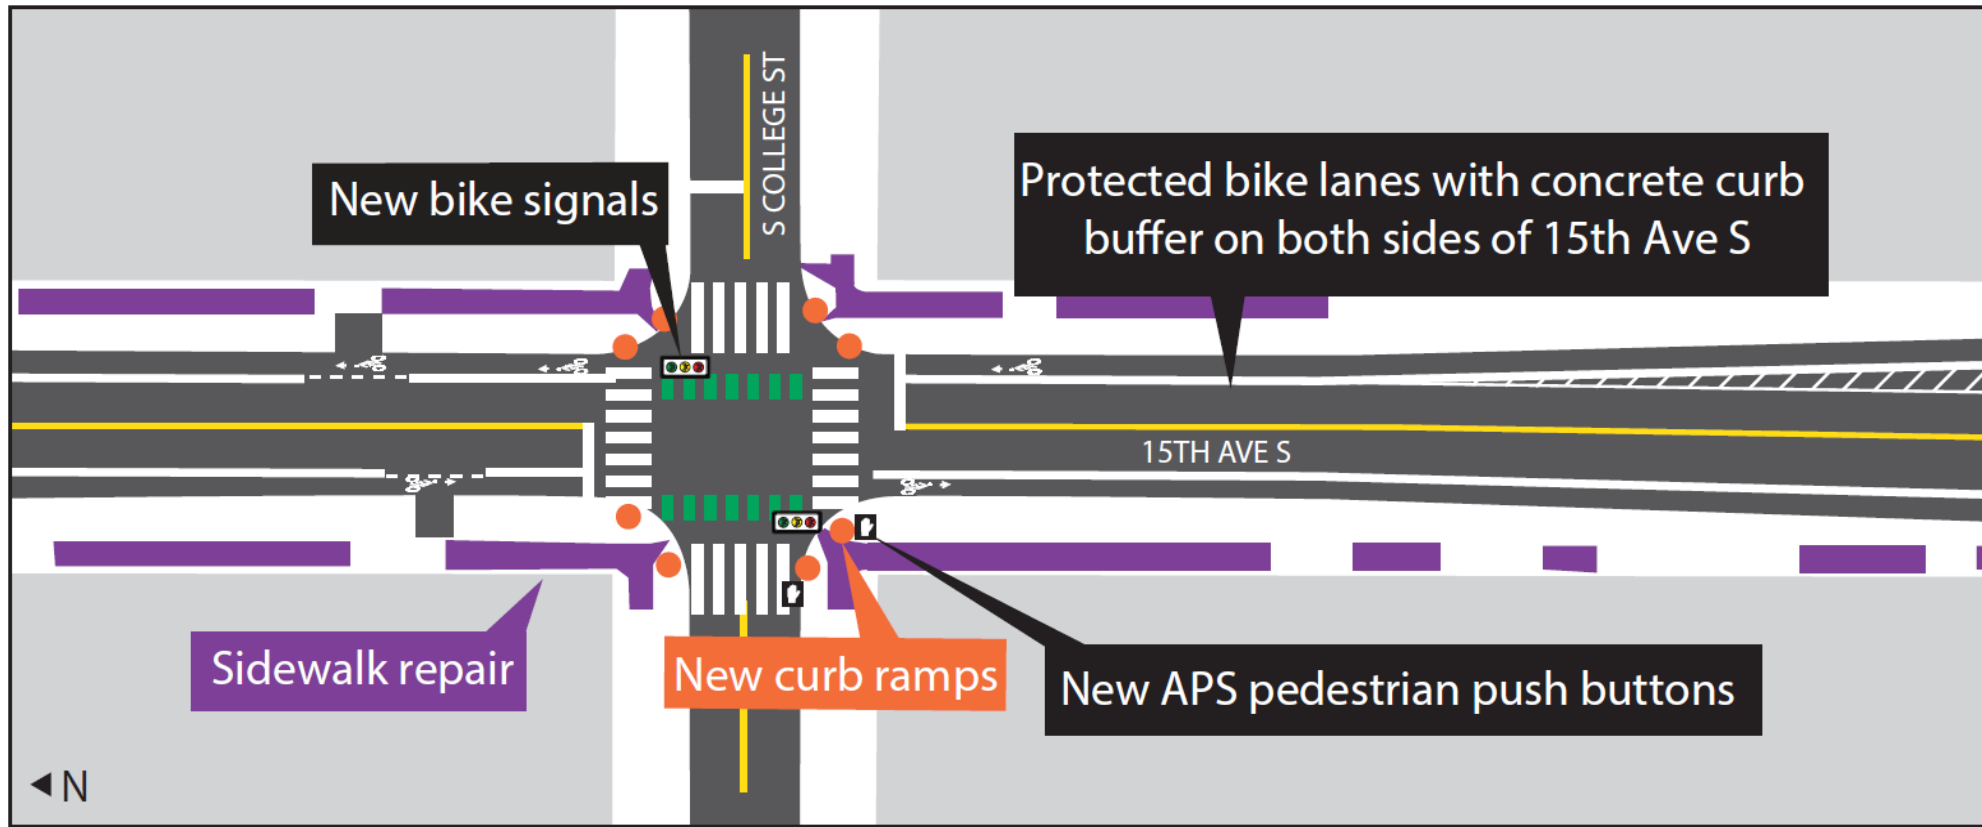 S COLLEGE ST
New bike signals
Protected bike lanes with concrete curb
buffer on both sides of 15th Ave S
15TH AVE S
Sidewalk repair
New curb ramps
New APS pedestrian push buttons
N